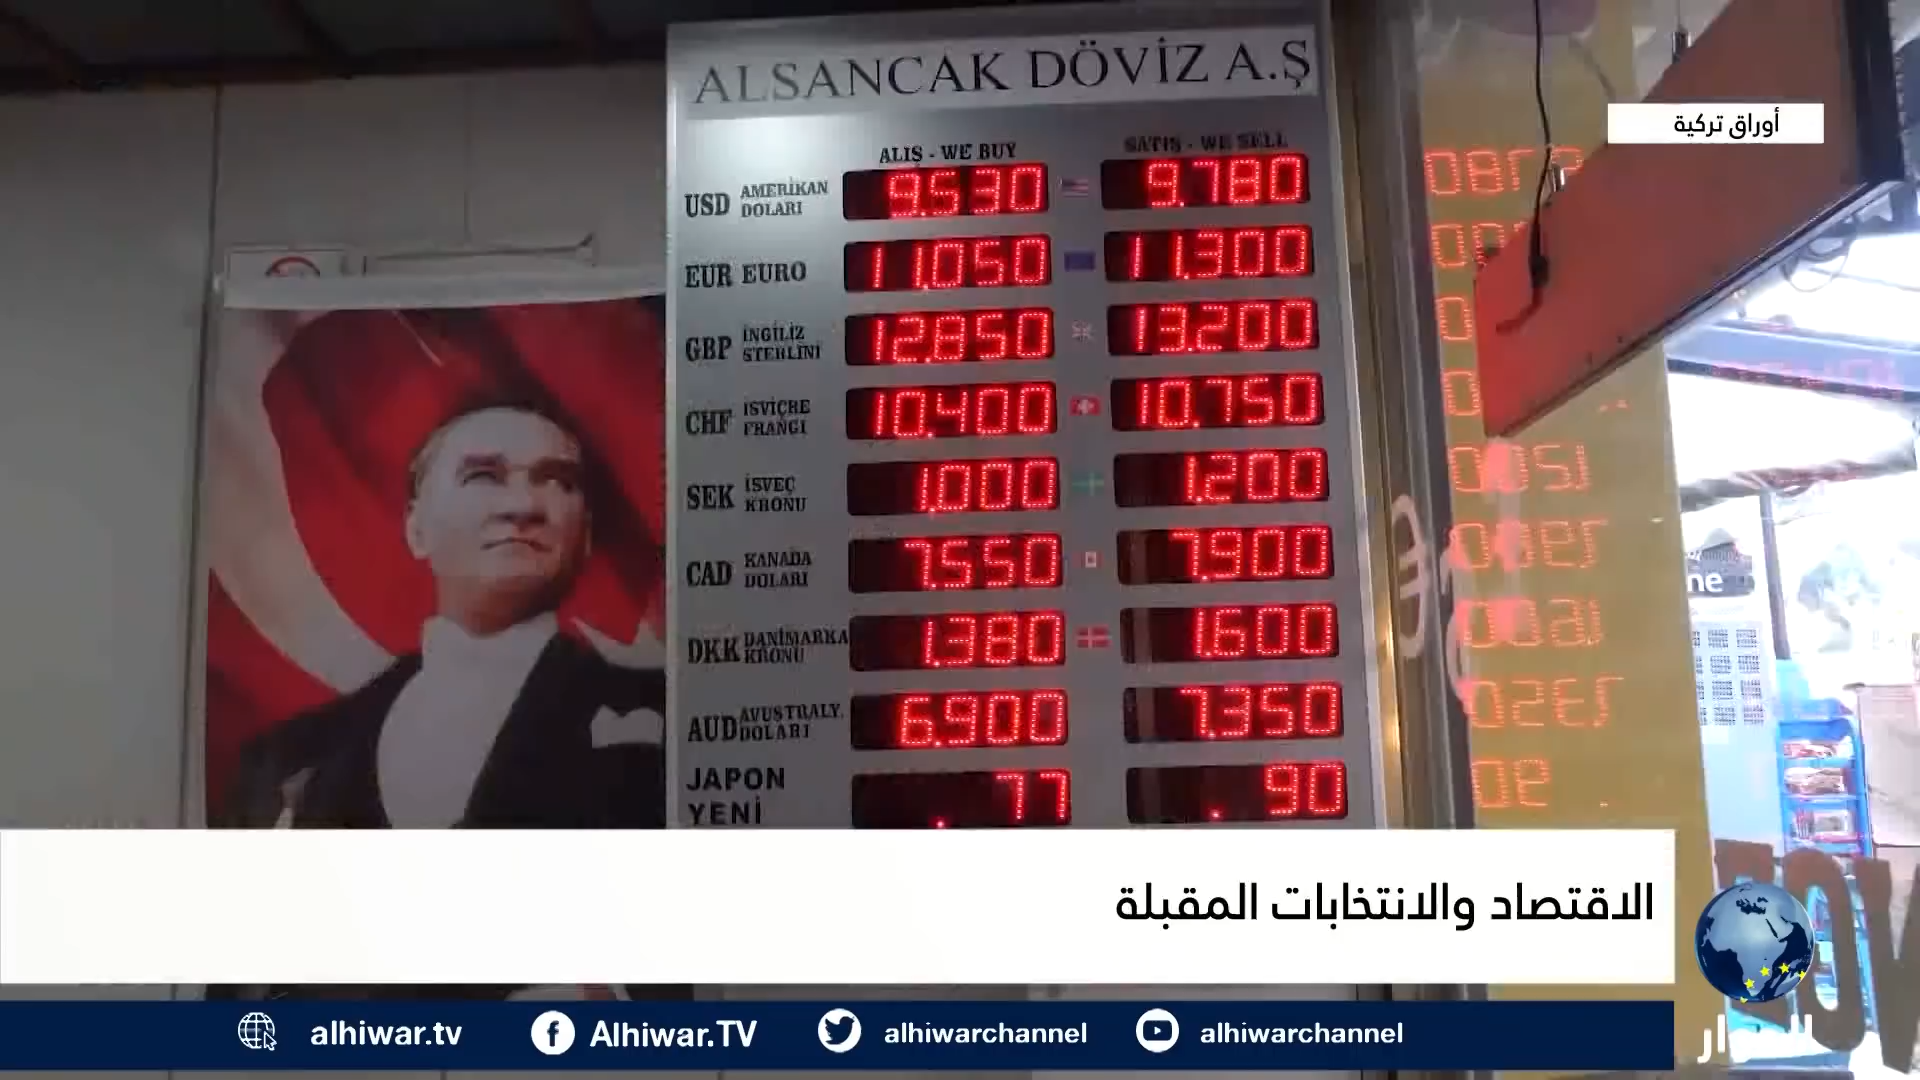 ALSANCAK DÖVİZ A.Ş
أوراق تركية
ALIŞ - WE BUY SATIŞ - WE SELL
USD AMERİKAN DOLARI 9.530 9.780
EUR EURO 11.050 11.300
GBP İNGİLİZ STERLİNİ 12.850 13.200
CHF İSVİÇRE FRANGI 10.400 10.750
SEK İSVEÇ KRONU 1.000 1.200
CAD KANADA DOLARI 7.550 7.900
DKK DANİMARKA KRONU 1.380 1.600
AUD AVUSTRALY. DOLARI 6.900 7.350
JAPON YENİ . 77 . 90
الاقتصاد والانتخابات المقبلة
alhiwar.tv Alhiwar.TV alhiwarchannel alhiwarchannel